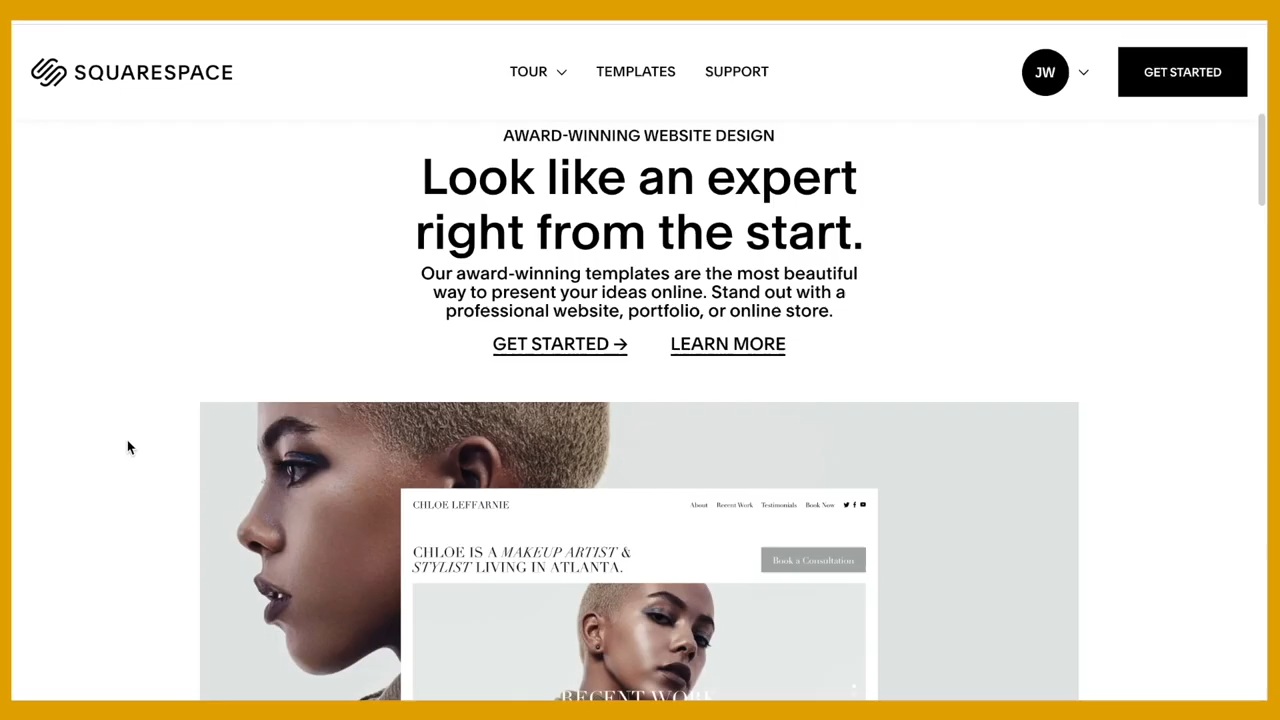 SQUARESPACE
TOUR
TEMPLATES
SUPPORT
JW
GET STARTED
AWARD-WINNING WEBSITE DESIGN
Look like an expert
right from the start.
Our award-winning templates are the most beautiful
way to present your ideas online. Stand out with a
professional website, portfolio, or online store.
GET STARTED →
LEARN MORE
CHLOE LEFFARNIE
About
Recent Work
Testimonials
Book Now
CHLOE IS A MAKEUP ARTIST &
STYLIST LIVING IN ATLANTA.
Book a Consultation
RECENT WORK